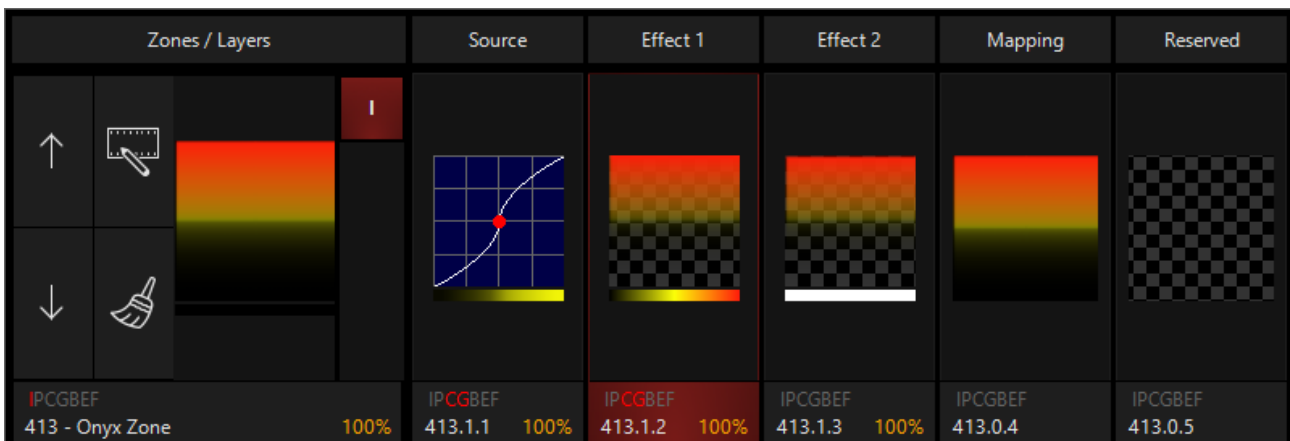 Zones / Layers Source Effect 1 Effect 2 Mapping Reserved
I
IPCGBEF IPCGBEF IPCGBEF IPCGBEF IPCGBEF IPCGBEF
413 - Onyx Zone 100% 413.1.1 100% 413.1.2 100% 413.1.3 100% 413.0.4 413.0.5